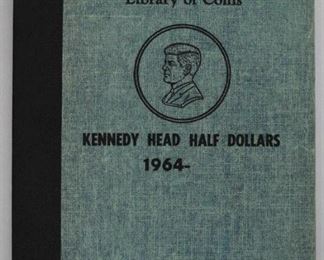 Library of Coins
KENNEDY HEAD HALF DOLLARS
1964-